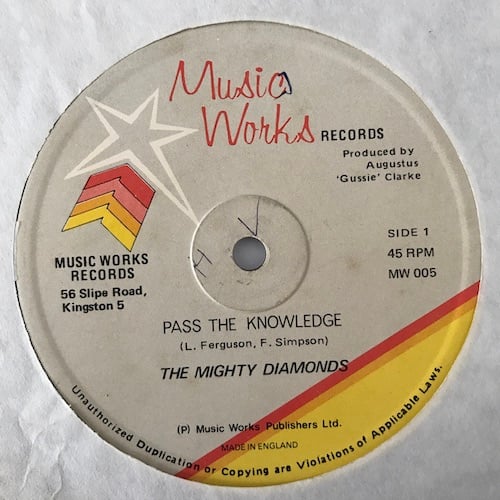 Music
Works RECORDS
Produced by
Augustus
'Gussie' Clarke
MUSIC WORKS
RECORDS
56 Slipe Road,
Kingston 5
SIDE 1
45 RPM
MW 005
PASS THE KNOWLEDGE
(L. Ferguson, F. Simpson)
THE MIGHTY DIAMONDS
(P) Music Works Publishers Ltd.
MADE IN ENGLAND
Unauthorized Duplication or Copying are Violations of Applicable Laws.